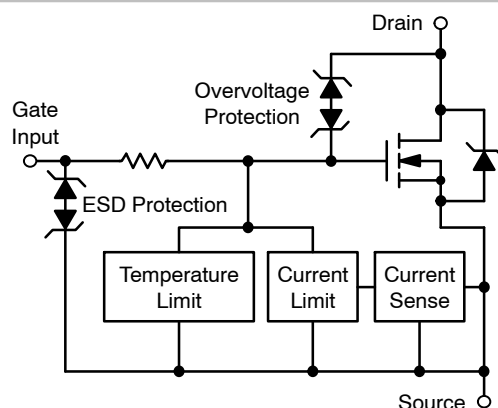 Drain
Overvoltage
Protection
Gate
Input
ESD Protection
Temperature
Limit
Current
Limit
Current
Sense
Source